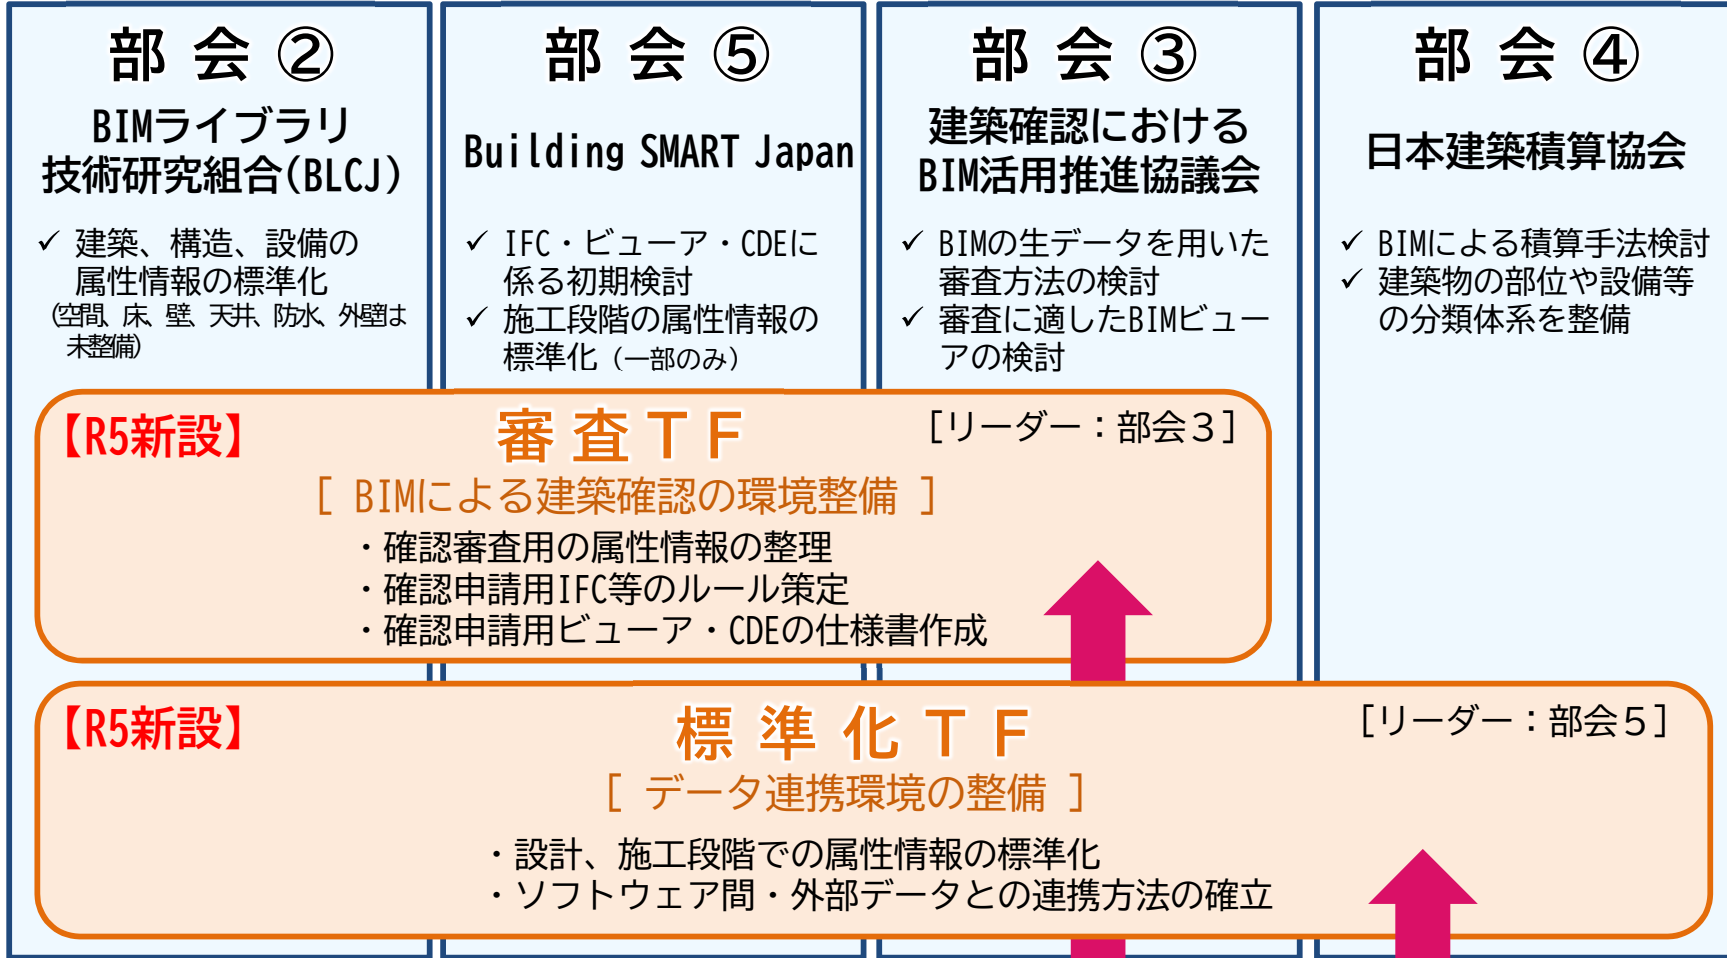 部会②
BIMライブラリ
技術研究組合(BLCJ)
✓ 建築、構造、設備の
属性情報の標準化
(空間、床、壁、天井、防水、外壁は
未整備)
部会⑤
Building SMART Japan
✓ IFC・ビューア・CDEに
係る初期検討
✓ 施工段階の属性情報の
標準化（一部のみ）
部会③
建築確認における
BIM活用推進協議会
✓ BIMの生データを用いた
審査方法の検討
✓ 審査に適したBIMビュー
アの検討
部会④
日本建築積算協会
✓ BIMによる積算手法検討
✓ 建築物の部位や設備等
の分類体系を整備
【R5新設】
審査ＴＦ
［リーダー：部会３］
［ BIMによる建築確認の環境整備 ］
・確認審査用の属性情報の整理
・確認申請用IFC等のルール策定
・確認申請用ビューア・CDEの仕様書作成
【R5新設】
標準化ＴＦ
［リーダー：部会５］
［ データ連携環境の整備 ］
・設計、施工段階での属性情報の標準化
・ソフトウェア間・外部データとの連携方法の確立